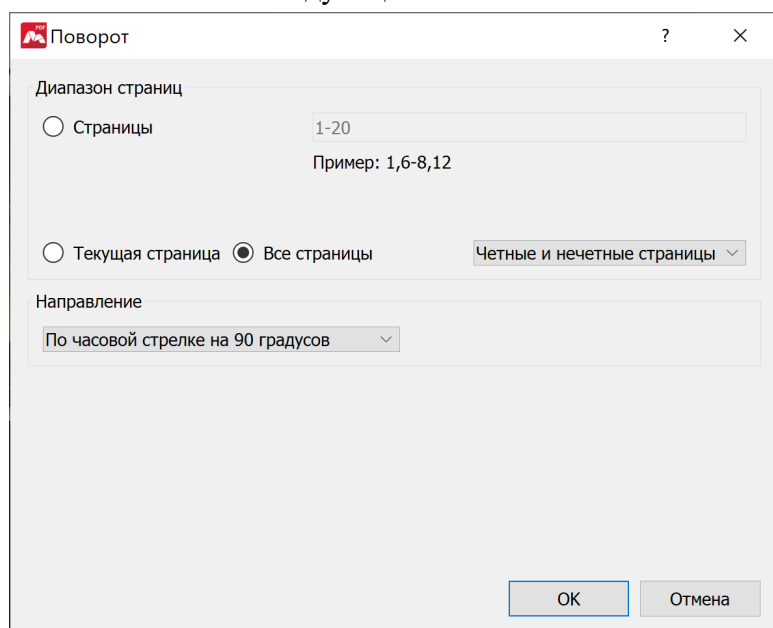 PDF
Поворот ?
Диапазон страниц
Страницы 1-20
Пример: 1,6-8,12
Текущая страница Все страницы Четные и нечетные страницы
Направление
По часовой стрелке на 90 градусов
OK Отмена